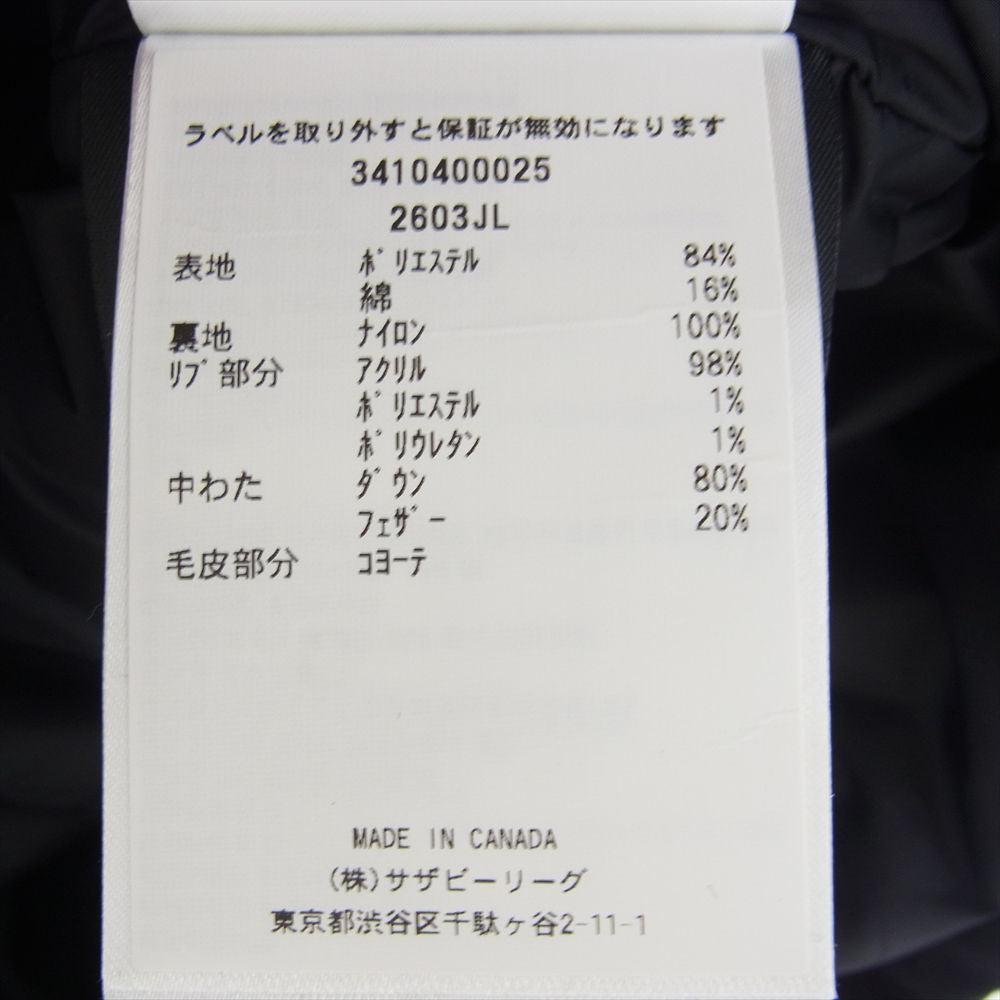 ラベルを取り外すと保証が無効になります
3410400025
2603JL
表地 ポリエステル 84%
綿 16%
裏地 ナイロン 100%
リブ部分 アクリル 98%
ポリエステル 1%
ポリウレタン 1%
中わた ダウン 80%
フェザー 20%
毛皮部分 コヨーテ
MADE IN CANADA
(株)サザビーリーグ
東京都渋谷区千駄ヶ谷2-11-1